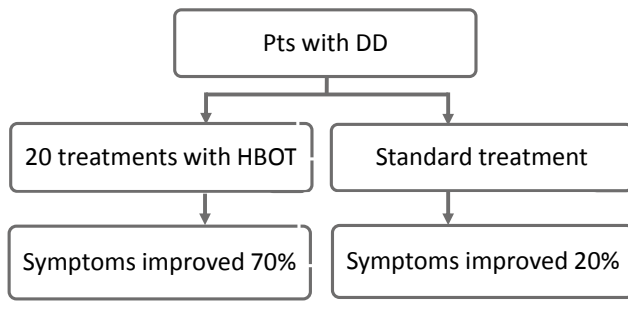 Pts with DD
20 treatments with HBOT
Standard treatment
Symptoms improved 70%
Symptoms improved 20%